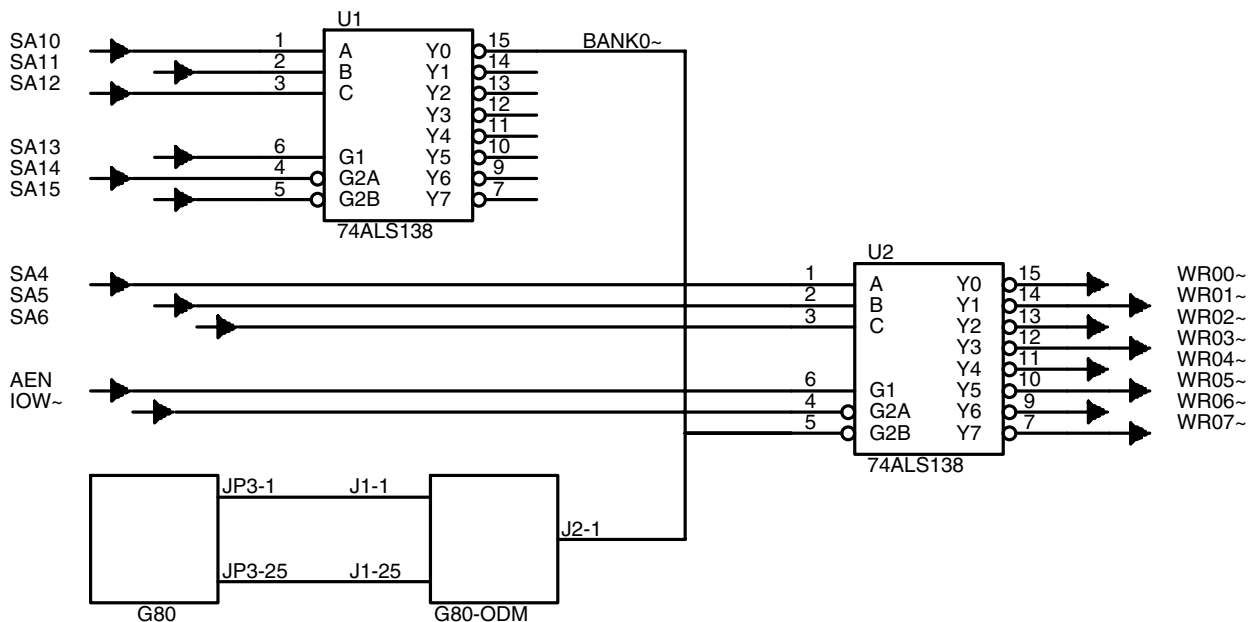 U1
SA10 1 A Y0 15 BANK0~
SA11 2 B Y1 14
SA12 3 C Y2 13
Y3 12
Y4 11
SA13 6 G1 Y5 10
SA14 4 G2A Y6 9
SA15 5 G2B Y7 7
74ALS138
U2
SA4 1 A Y0 15 WR00~
SA5 2 B Y1 14 WR01~
SA6 3 C Y2 13 WR02~
Y3 12 WR03~
Y4 11 WR04~
AEN 6 G1 Y5 10 WR05~
IOW~ 4 G2A Y6 9 WR06~
5 G2B Y7 7 WR07~
74ALS138
JP3-1 J1-1
J2-1
JP3-25 J1-25
G80 G80-ODM